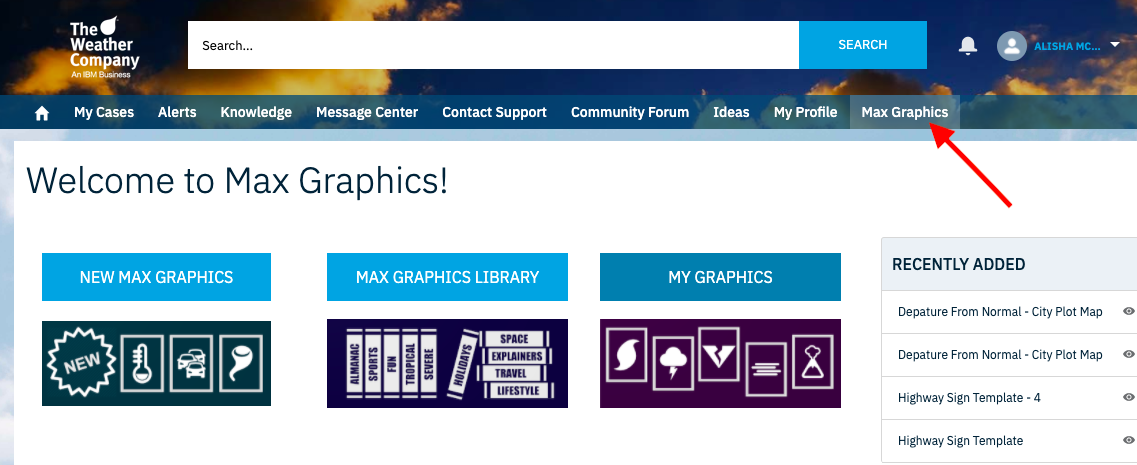 The
Weather
Company
An IBM Business
Search...
SEARCH
ALISHA MC...
My Cases
Alerts
Knowledge
Message Center
Contact Support
Community Forum
Ideas
My Profile
Max Graphics
Welcome to Max Graphics!
NEW MAX GRAPHICS
MAX GRAPHICS LIBRARY
MY GRAPHICS
NEW
ALMANAC
SPORTS
FUN
TROPICAL
SEVERE
HOLIDAYS
SPACE
EXPLAINERS
TRAVEL
LIFESTYLE
RECENTLY ADDED
Depature From Normal - City Plot Map
Depature From Normal - City Plot Map
Highway Sign Template - 4
Highway Sign Template